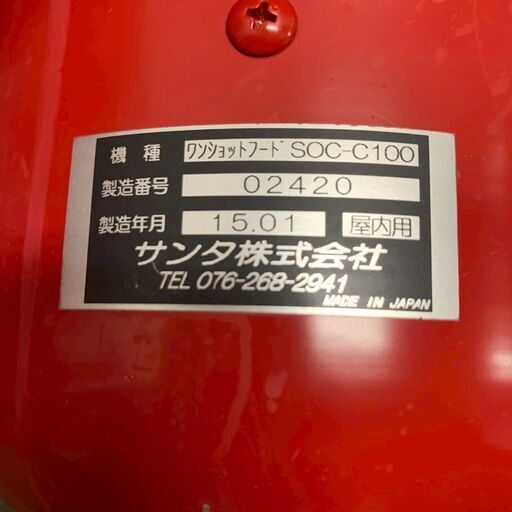 機種 ﾜﾝｼｮｯﾄﾌｰﾄﾞ SOC-C100
製造番号 02420
製造年月 15.01 屋内用
サンタ株式会社
TEL 076-268-2941
MADE IN JAPAN